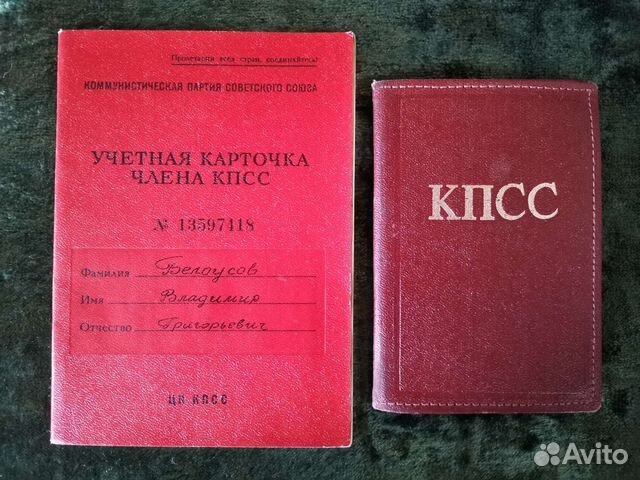 Пролетарии всех стран, соединяйтесь!
КОММУНИСТИЧЕСКАЯ ПАРТИЯ СОВЕТСКОГО СОЮЗА
УЧЕТНАЯ КАРТОЧКА
ЧЛЕНА КПСС
№ 13597418
Фамилия Белоусов
Имя Владимир
Отчество Григорьевич
ЦК КПСС
КПСС
Avito